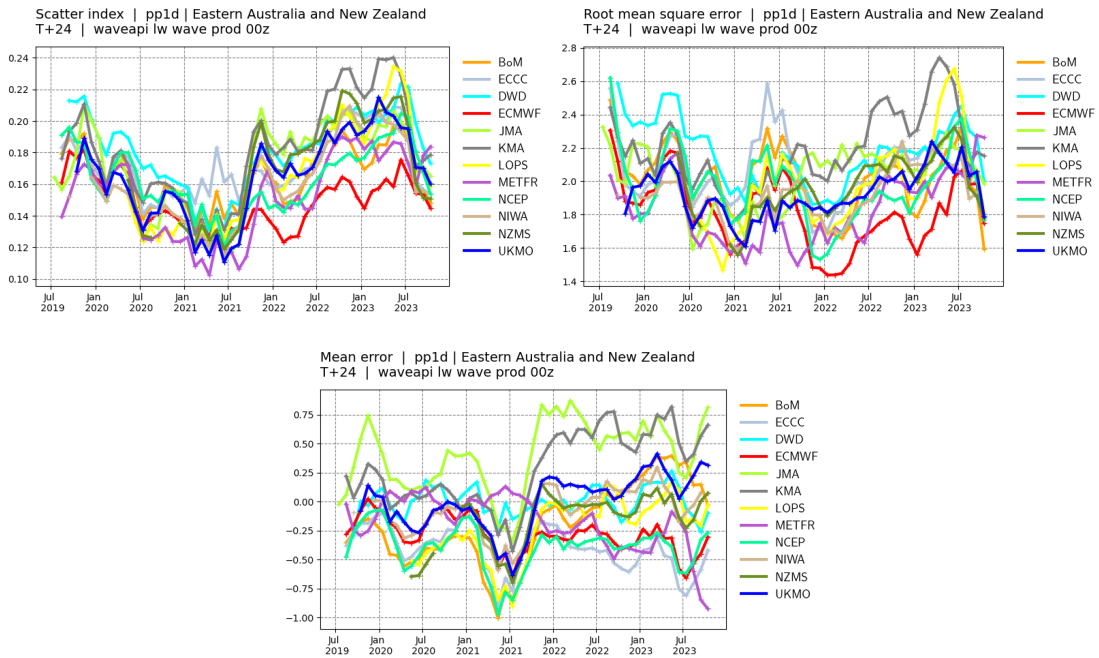 Scatter index | pp1d | Eastern Australia and New Zealand
T+24 | waveapi lw wave prod 00z
0.24
0.22
0.20
0.18
0.16
0.14
0.12
0.10
Jul 2019
Jan 2020
Jul 2020
Jan 2021
Jul 2021
Jan 2022
Jul 2022
Jan 2023
Jul 2023
BoM
ECCC
DWD
ECMWF
JMA
KMA
LOPS
METFR
NCEP
NIWA
NZMS
UKMO
Root mean square error | pp1d | Eastern Australia and New Zealand
T+24 | waveapi lw wave prod 00z
2.8
2.6
2.4
2.2
2.0
1.8
1.6
1.4
Jul 2019
Jan 2020
Jul 2020
Jan 2021
Jul 2021
Jan 2022
Jul 2022
Jan 2023
Jul 2023
BoM
ECCC
DWD
ECMWF
JMA
KMA
LOPS
METFR
NCEP
NIWA
NZMS
UKMO
Mean error | pp1d | Eastern Australia and New Zealand
T+24 | waveapi lw wave prod 00z
0.75
0.50
0.25
0.00
−0.25
−0.50
−0.75
−1.00
Jul 2019
Jan 2020
Jul 2020
Jan 2021
Jul 2021
Jan 2022
Jul 2022
Jan 2023
Jul 2023
BoM
ECCC
DWD
ECMWF
JMA
KMA
LOPS
METFR
NCEP
NIWA
NZMS
UKMO